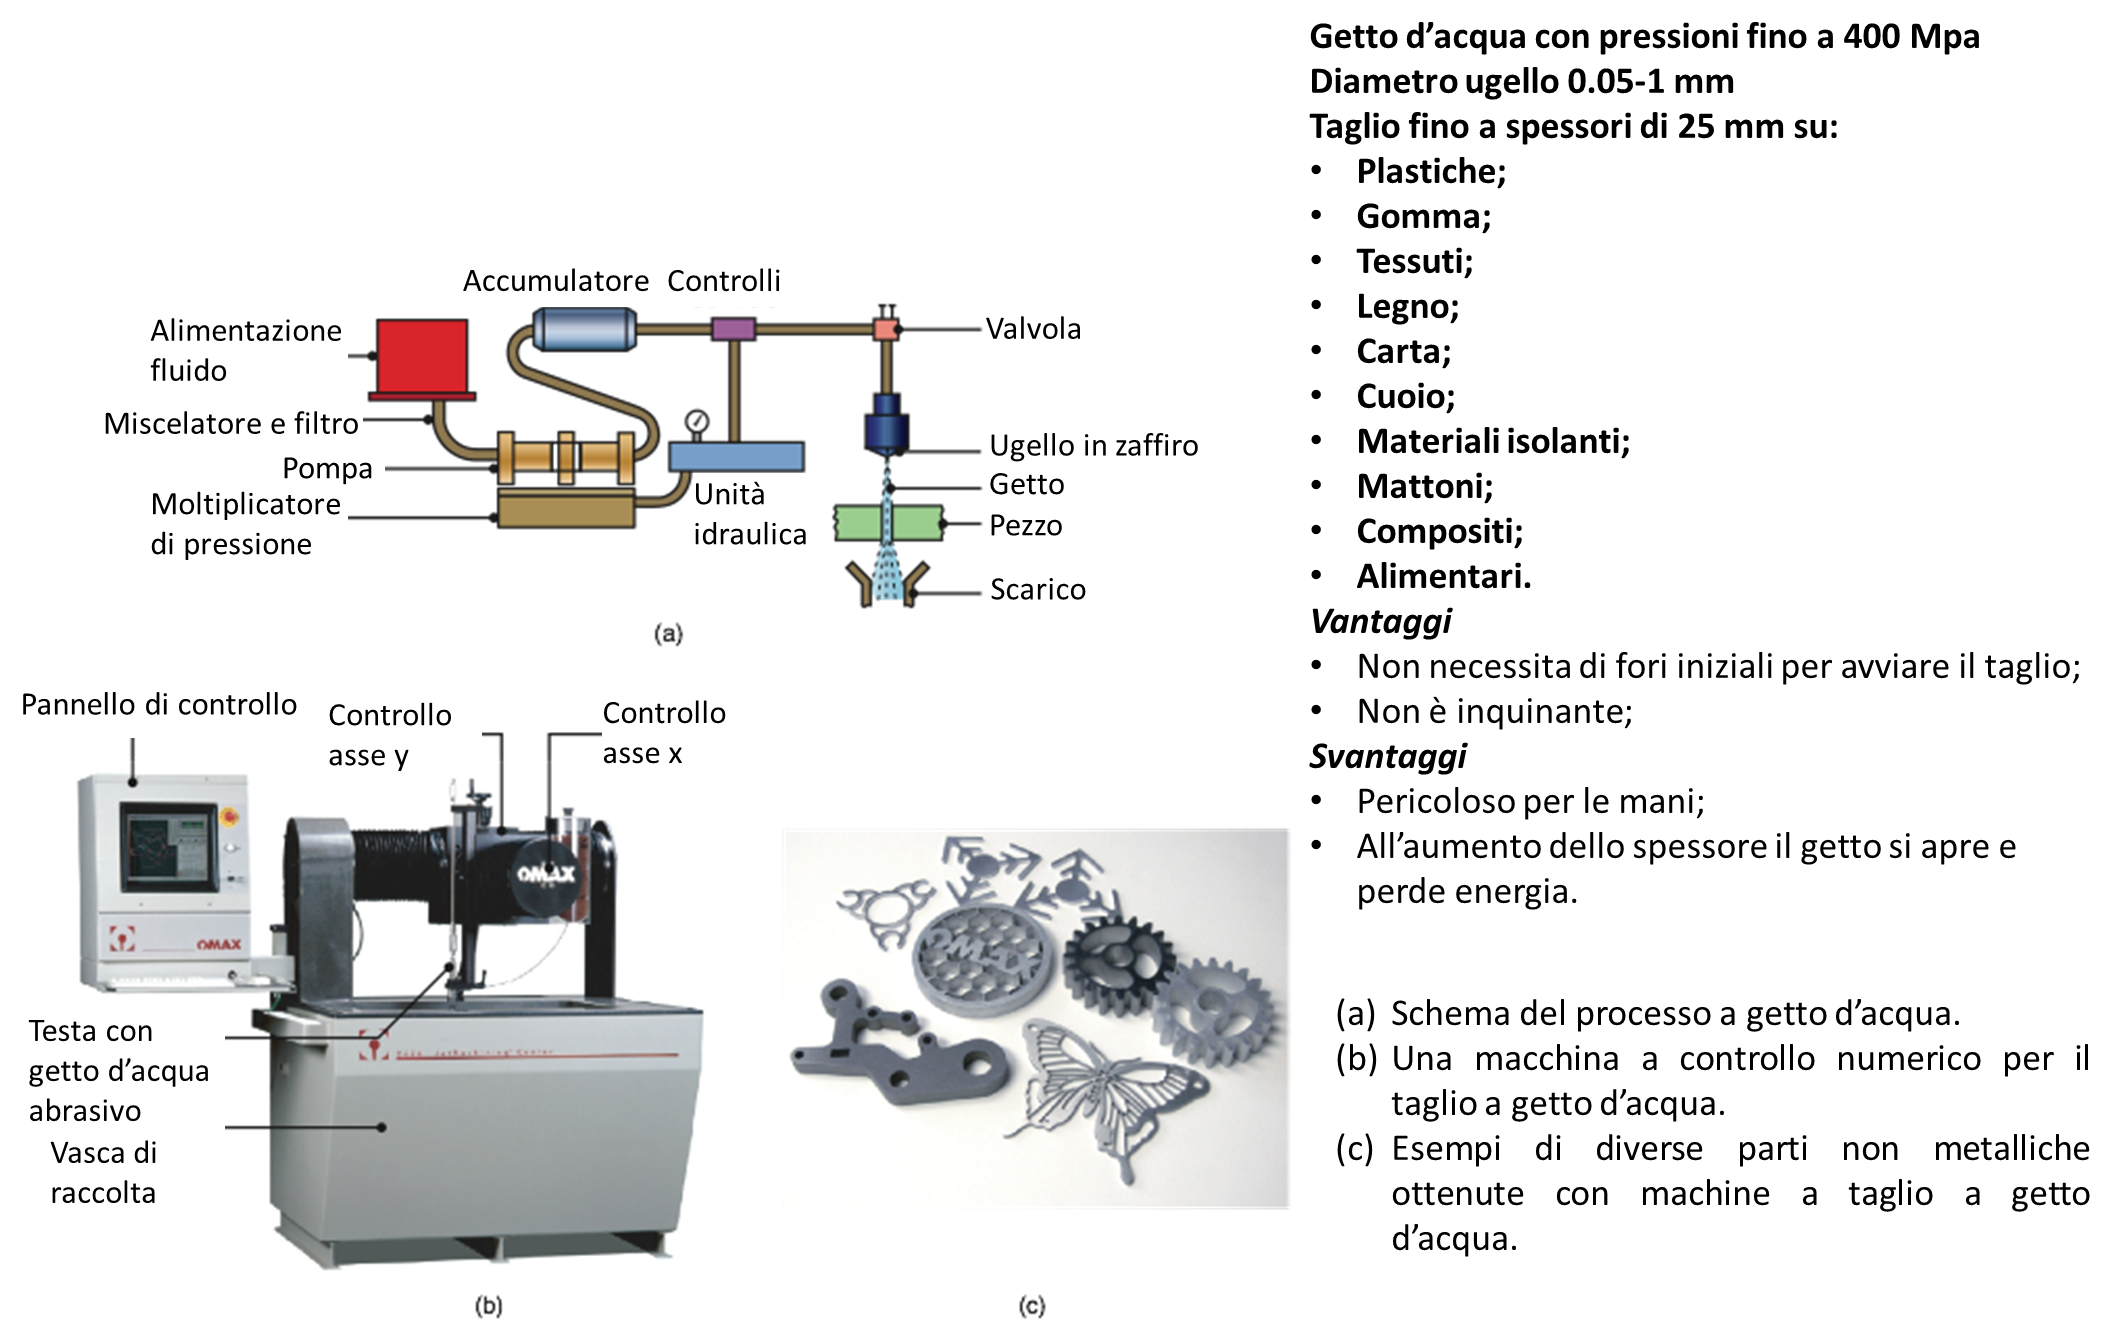 Getto d’acqua con pressioni fino a 400 Mpa
Diametro ugello 0.05-1 mm
Taglio fino a spessori di 25 mm su:
• Plastiche;
• Gomma;
• Tessuti;
• Legno;
• Carta;
• Cuoio;
• Materiali isolanti;
• Mattoni;
• Compositi;
• Alimentari.
Vantaggi
• Non necessita di fori iniziali per avviare il taglio;
• Non è inquinante;
Svantaggi
• Pericoloso per le mani;
• All’aumento dello spessore il getto si apre e
perde energia.
Accumulatore
Controlli
Alimentazione
fluido
Miscelatore e filtro
Pompa
Moltiplicatore
di pressione
Unità
idraulica
Valvola
Ugello in zaffiro
Getto
Pezzo
Scarico
(a)
Pannello di controllo
Controllo
asse y
Controllo
asse x
OMAX
OMAX
Testa con
getto d’acqua
abrasivo
Vasca di
raccolta
(b)
OMAX
(c)
(a) Schema del processo a getto d’acqua.
(b) Una macchina a controllo numerico per il
taglio a getto d’acqua.
(c) Esempi di diverse parti non metalliche
ottenute con machine a taglio a getto
d’acqua.